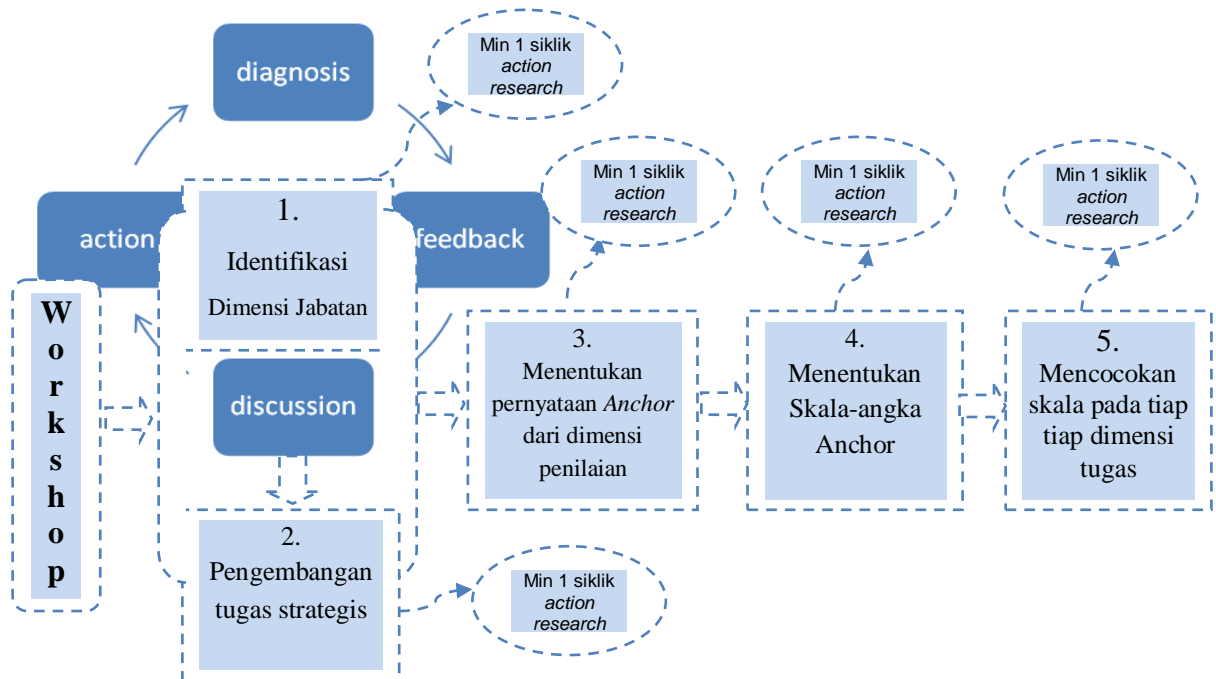 diagnosis
Min 1 siklik
action
research
action
feedback
1.
Identifikasi
Dimensi Jabatan
Min 1 siklik
action
research
Min 1 siklik
action
research
Min 1 siklik
action
research
W
o
r
k
s
h
o
p
discussion
3.
Menentukan
pernyataan Anchor
dari dimensi
penilaian
4.
Menentukan
Skala-angka
Anchor
5.
Mencocokan
skala pada tiap
tiap dimensi
tugas
2.
Pengembangan
tugas strategis
Min 1 siklik
action
research